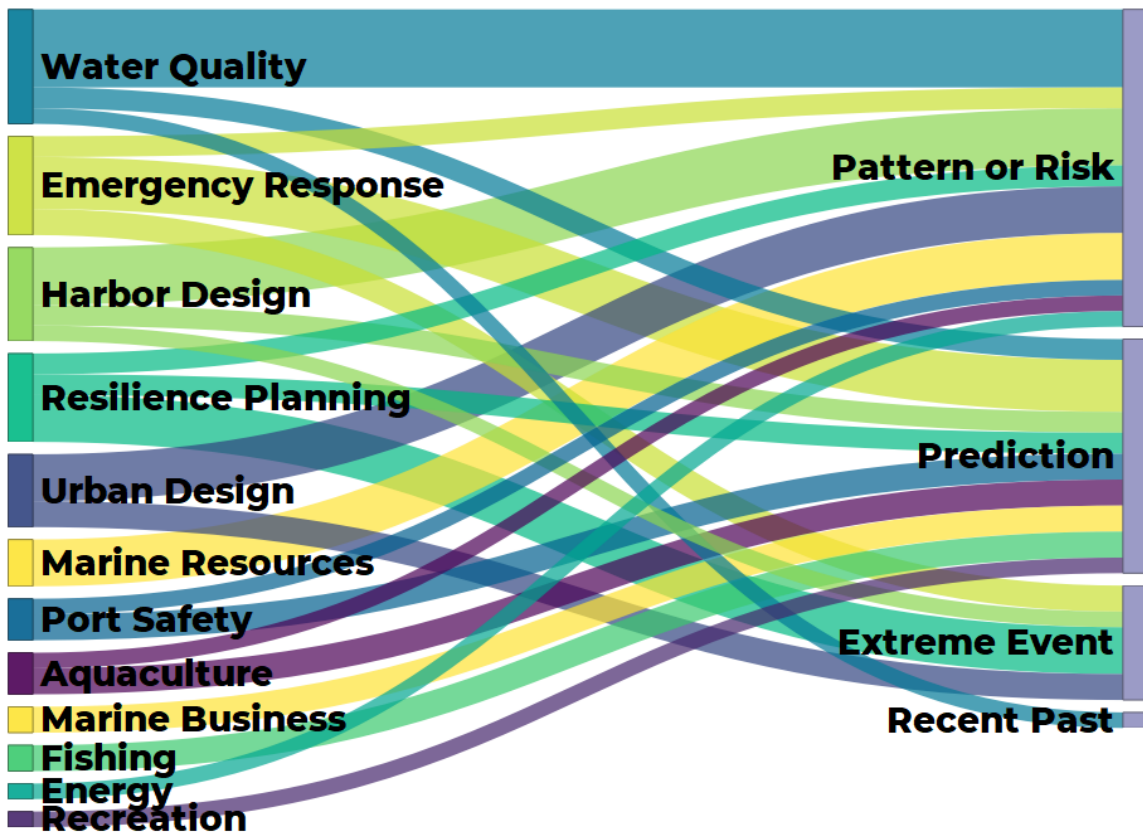 Water Quality
Emergency Response
Harbor Design
Resilience Planning
Urban Design
Marine Resources
Port Safety
Aquaculture
Marine Business
Fishing
Energy
Recreation
Pattern or Risk
Prediction
Extreme Event
Recent Past